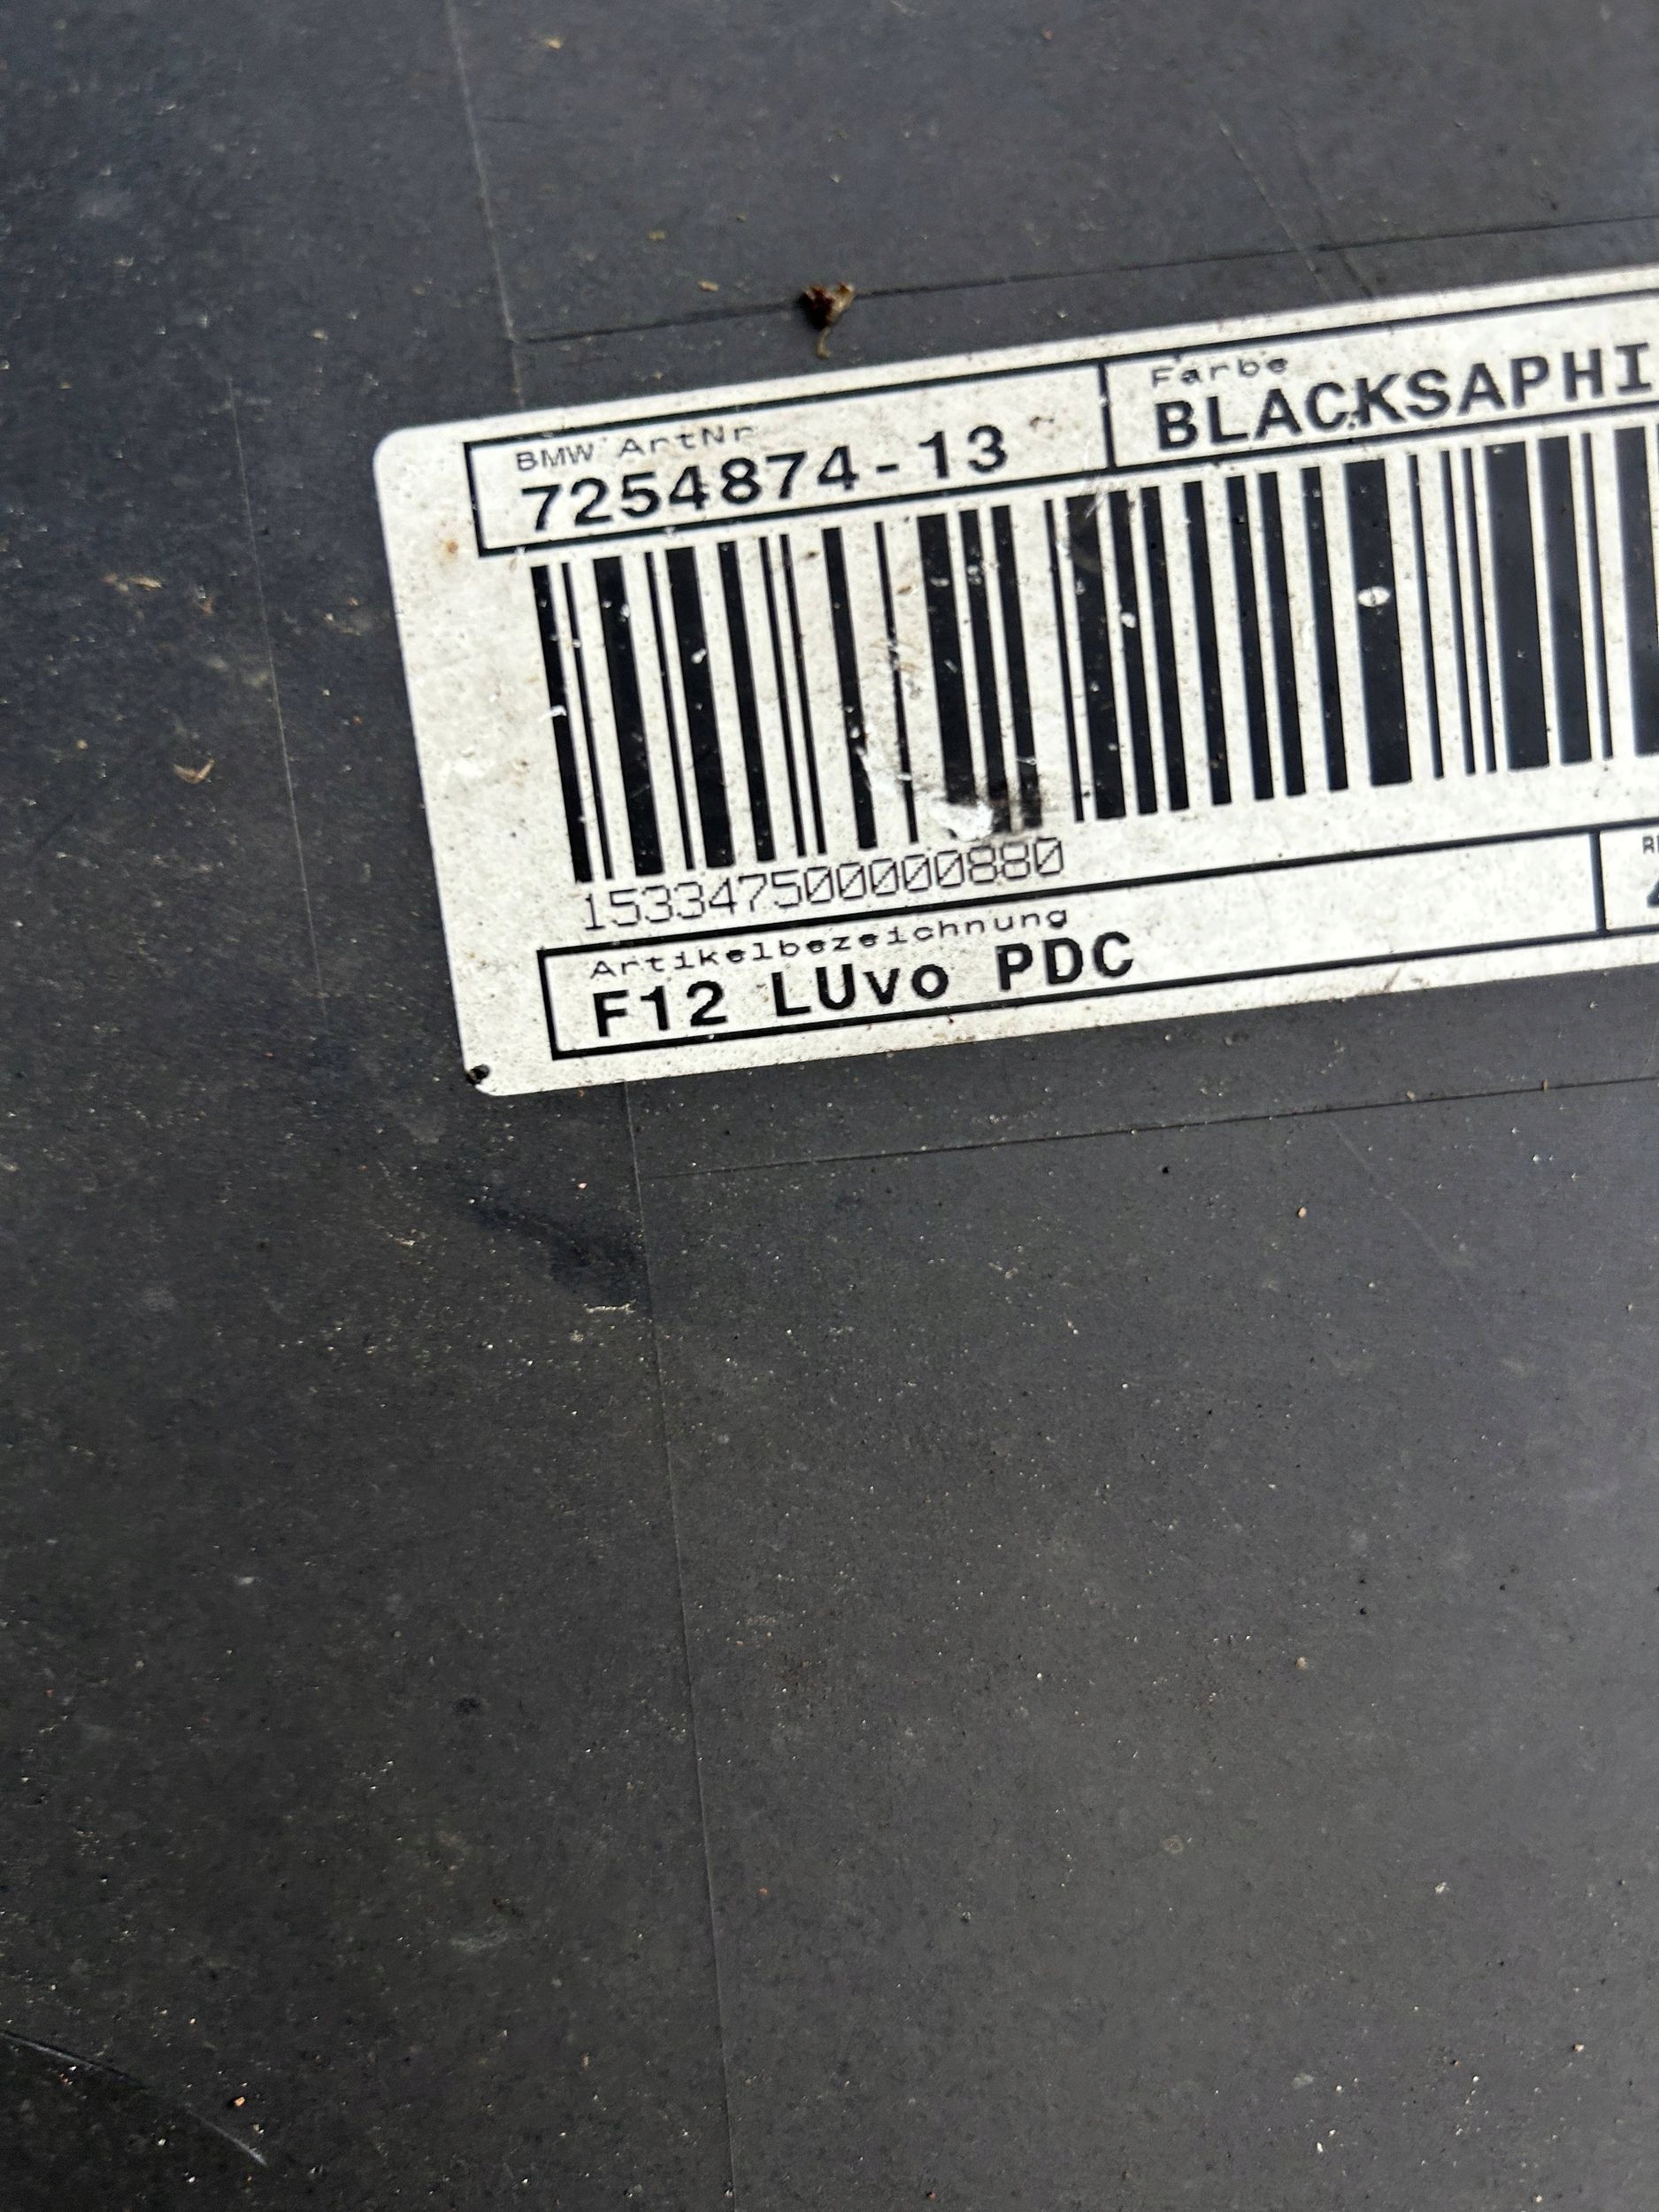 BMW ArtNr
7254874-13
Farbe
BLACKSAPHI
153347500000880
Artikelbezeichnung
F12 LUvo PDC